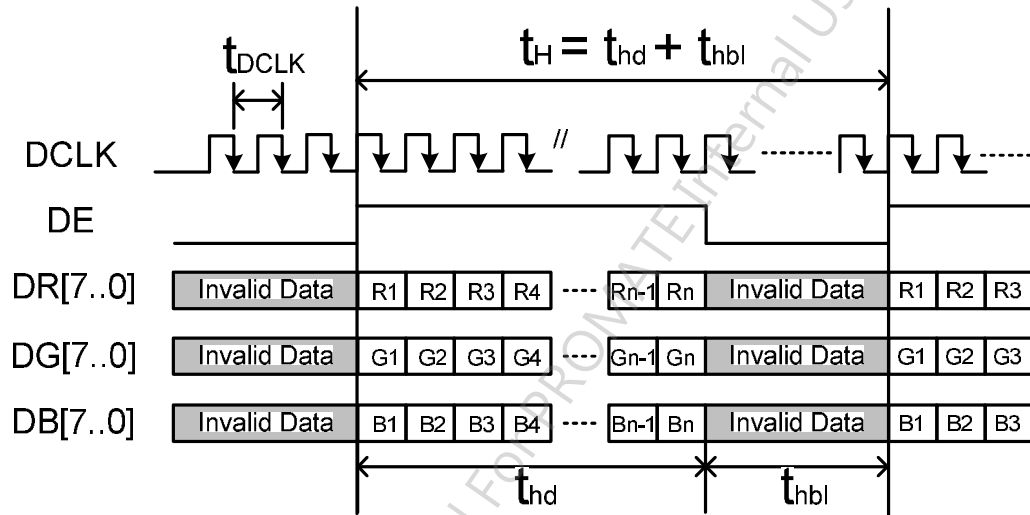 tH = thd + thbl
tDCLK
DCLK //
DE
DR[7..0] Invalid Data R1 R2 R3 R4 ---- Rn-1 Rn Invalid Data R1 R2 R3
DG[7..0] Invalid Data G1 G2 G3 G4 ---- Gn-1 Gn Invalid Data G1 G2 G3
DB[7..0] Invalid Data B1 B2 B3 B4 ---- Bn-1 Bn Invalid Data B1 B2 B3
thd thbl
For PROMATE Internal